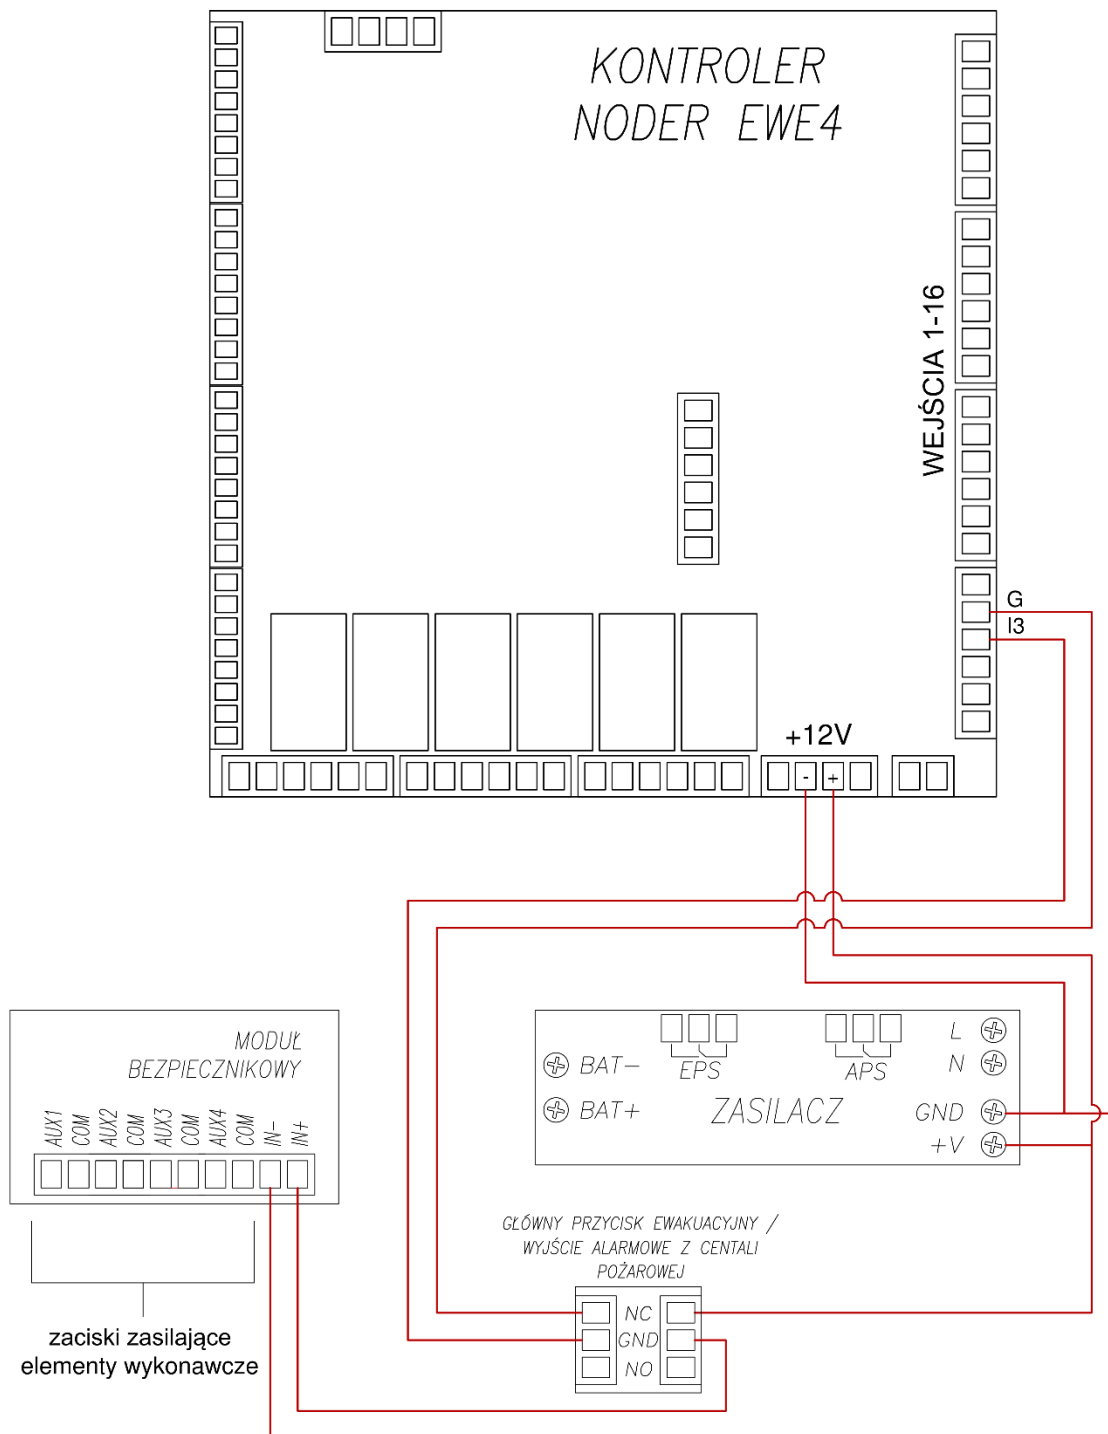 KONTROLER
NODER EWE4
WEJŚCIA 1-16
G
I3
+12V
- +
MODUŁ
BEZPIECZNIKOWY
AUX1 COM AUX2 COM AUX3 COM AUX4 COM IN- IN+
zaciski zasilające
elementy wykonawcze
EPS
APS
L
N
BAT-
BAT+
ZASILACZ
GND
+V
GŁÓWNY PRZYCISK EWAKUACYJNY /
WYJŚCIE ALARMOWE Z CENTALI
POŻAROWEJ
NC
GND
NO